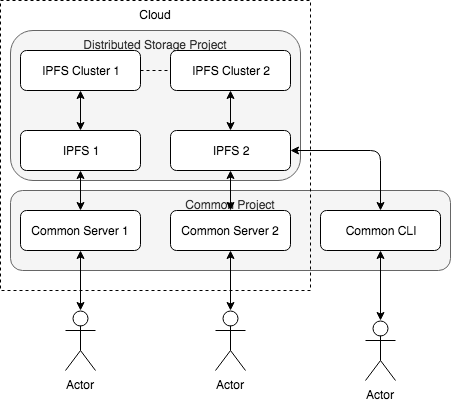 Cloud
Distributed Storage Project
IPFS Cluster 1
IPFS Cluster 2
IPFS 1
IPFS 2
Common Project
Common Server 1
Common Server 2
Common CLI
Actor
Actor
Actor